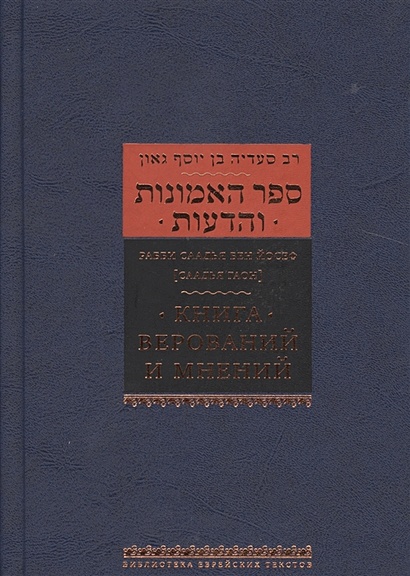 רב סעדיה בן יוסף גאון
ספר האמונות
· והדעות ·
РАББИ СААДЬЯ БЕН ЙОСЕФ
[СААДЬЯ ГАОН]
· КНИГА ·
ВЕРОВАНИЙ
И МНЕНИЙ
БИБЛИОТЕКА ЕВРЕЙСКИХ ТЕКСТОВ